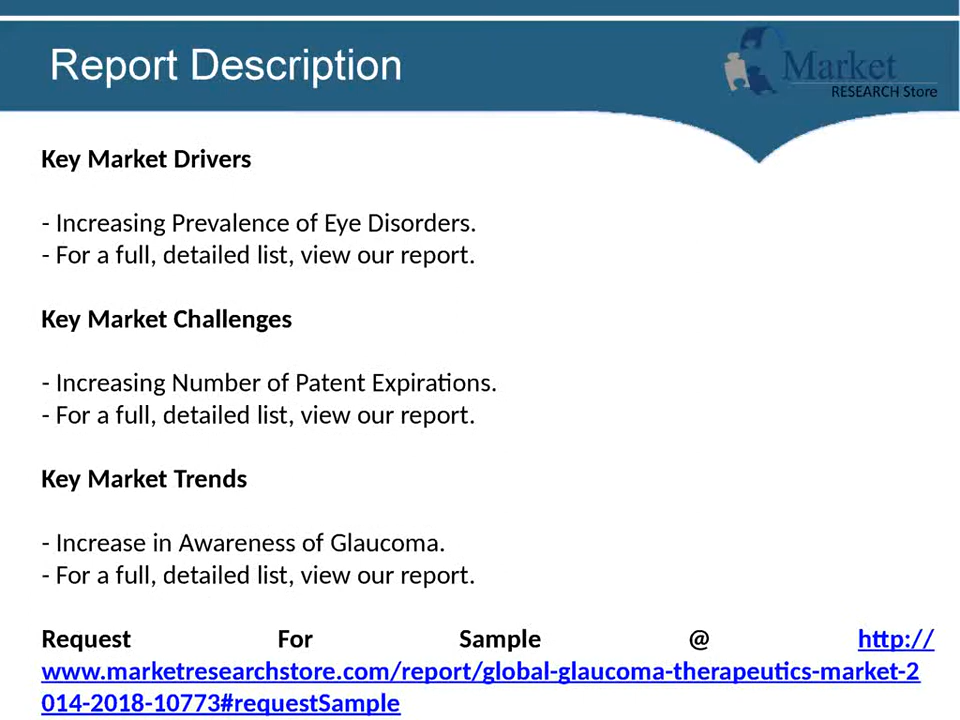 Report Description
Market
RESEARCH Store
Key Market Drivers
- Increasing Prevalence of Eye Disorders.
- For a full, detailed list, view our report.
Key Market Challenges
- Increasing Number of Patent Expirations.
- For a full, detailed list, view our report.
Key Market Trends
- Increase in Awareness of Glaucoma.
- For a full, detailed list, view our report.
Request For Sample @ http://
www.marketresearchstore.com/report/global-glaucoma-therapeutics-market-2
014-2018-10773#requestSample